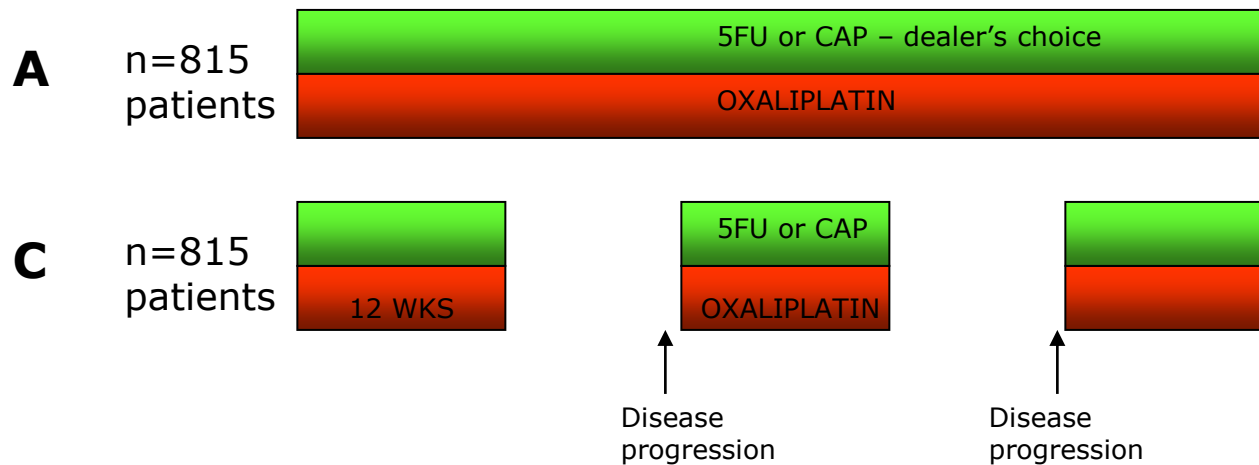 A
n=815
patients
5FU or CAP – dealer’s choice
OXALIPLATIN
C
n=815
patients
12 WKS
5FU or CAP
OXALIPLATIN
Disease
progression
Disease
progression